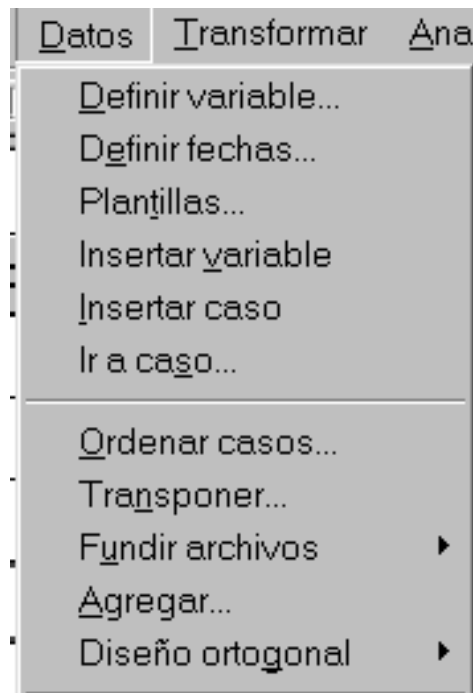 Datos Transformar Ana
Definir variable...
Definir fechas...
Plantillas...
Insertar variable
Insertar caso
Ir a caso...
Ordenar casos...
Transponer...
Fundir archivos
Agregar...
Diseño ortogonal